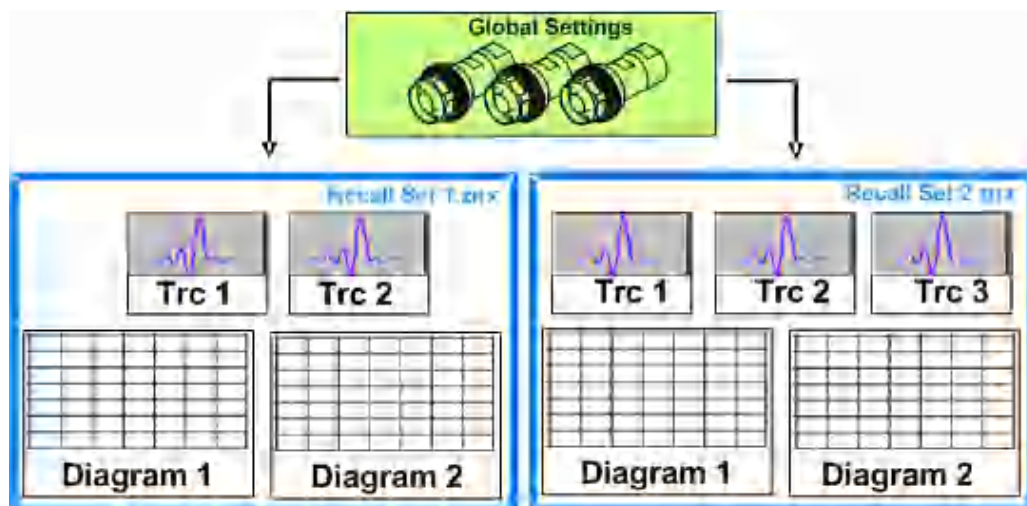 Global Settings
Recall Set 1.znx
Recall Set 2
Trc 1
Trc 2
Trc 1
Trc 2
Trc 3
Diagram 1
Diagram 2
Diagram 1
Diagram 2